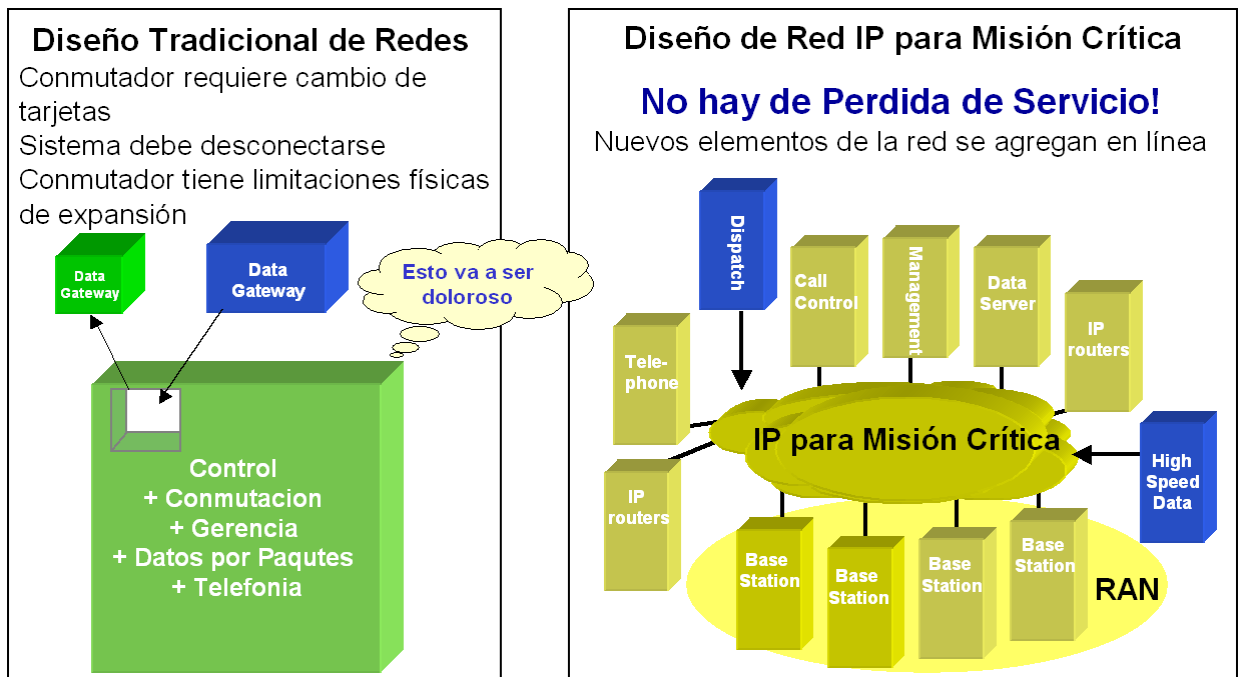 Diseño Tradicional de Redes
Conmutador requiere cambio de
tarjetas
Sistema debe desconectarse
Conmutador tiene limitaciones físicas
de expansión
Data
Gateway
Data
Gateway
Esto va a ser
doloroso
Control
+ Conmutacion
+ Gerencia
+ Datos por Paqutes
+ Telefonia
Diseño de Red IP para Misión Crítica
No hay de Perdida de Servicio!
Nuevos elementos de la red se agregan en línea
Dispatch
Call
Control
Management
Data
Server
IP
routers
Tele-
phone
IP para Misión Crítica
High
Speed
Data
IP
routers
Base
Station
Base
Station
Base
Station
Base
Station
RAN